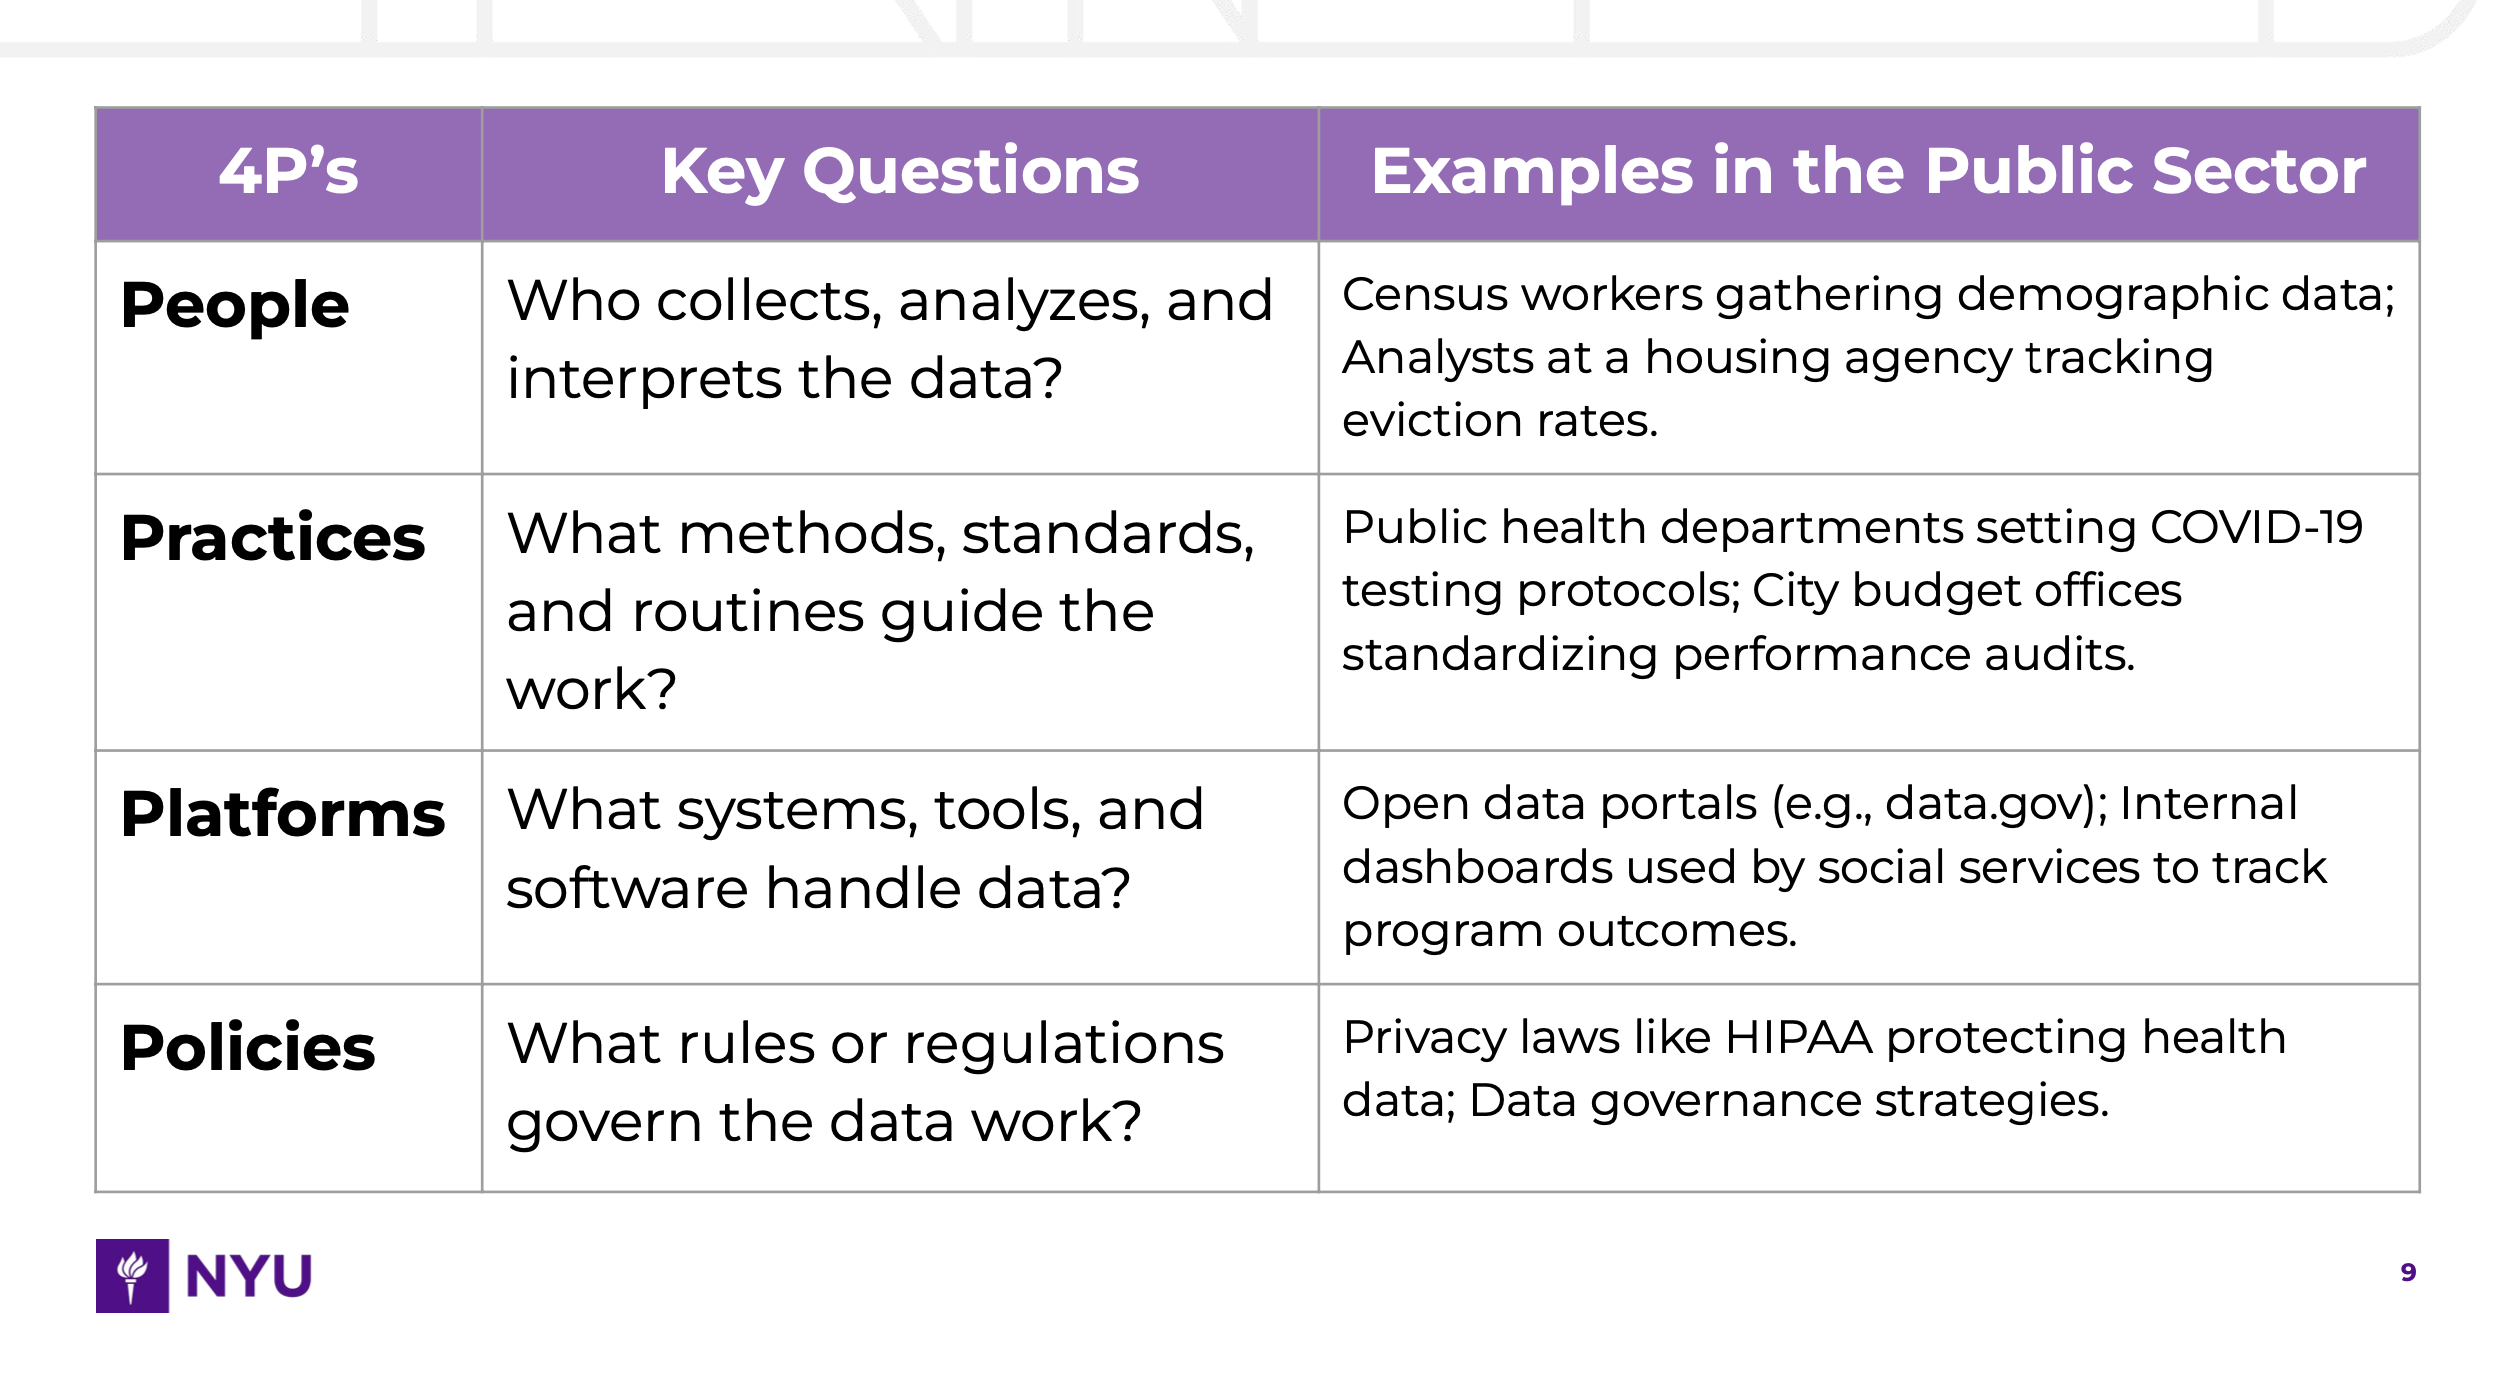 4P's
Key Questions
Examples in the Public Sector
People
Who collects, analyzes, and
interprets the data?
Census workers gathering demographic data;
Analysts at a housing agency tracking
eviction rates.
Practices
What methods, standards,
and routines guide the
work?
Public health departments setting COVID-19
testing protocols; City budget offices
standardizing performance audits.
Platforms
What systems, tools, and
software handle data?
Open data portals (e.g., data.gov); Internal
dashboards used by social services to track
program outcomes.
Policies
What rules or regulations
govern the data work?
Privacy laws like HIPAA protecting health
data; Data governance strategies.
NYU
9